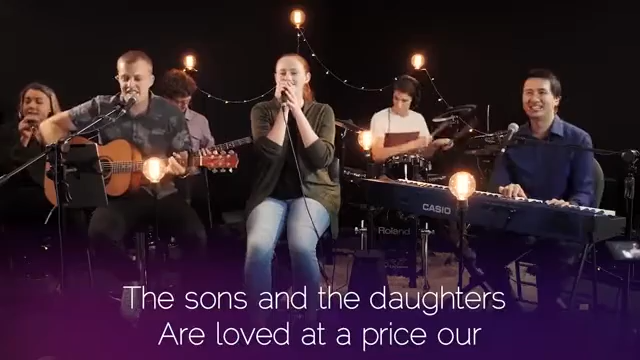 CASIO
Roland
The sons and the daughters
Are loved at a price our